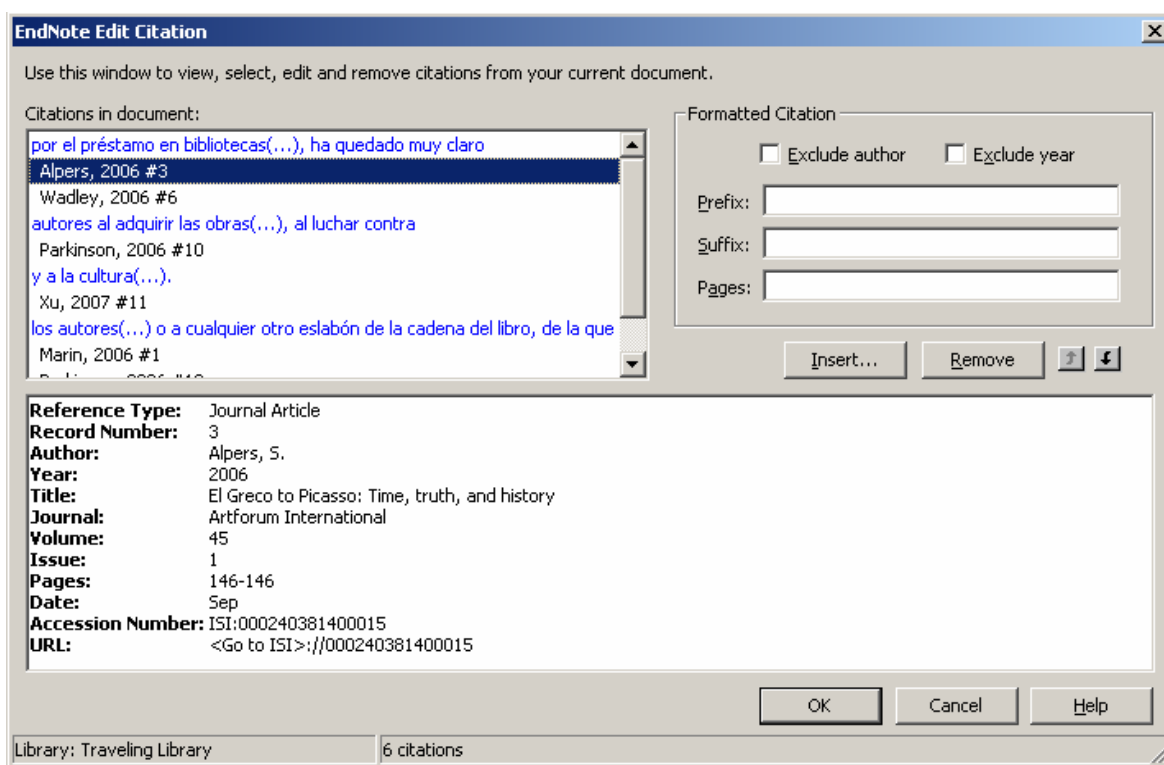 EndNote Edit Citation
Use this window to view, select, edit and remove citations from your current document.
Citations in document:
por el préstamo en bibliotecas(...), ha quedado muy claro
Alpers, 2006 #3
Wadley, 2006 #6
autores al adquirir las obras(...), al luchar contra
Parkinson, 2006 #10
y a la cultura(...).
Xu, 2007 #11
los autores(...) o a cualquier otro eslabón de la cadena del libro, de la que
Marin, 2006 #1
Formatted Citation
Exclude author
Exclude year
Prefix:
Suffix:
Pages:
Insert...
Remove
Reference Type: Journal Article
Record Number: 3
Author: Alpers, S.
Year: 2006
Title: El Greco to Picasso: Time, truth, and history
Journal: Artforum International
Volume: 45
Issue: 1
Pages: 146-146
Date: Sep
Accession Number: ISI:000240381400015
URL: <Go to ISI>://000240381400015
OK
Cancel
Help
Library: Traveling Library
6 citations